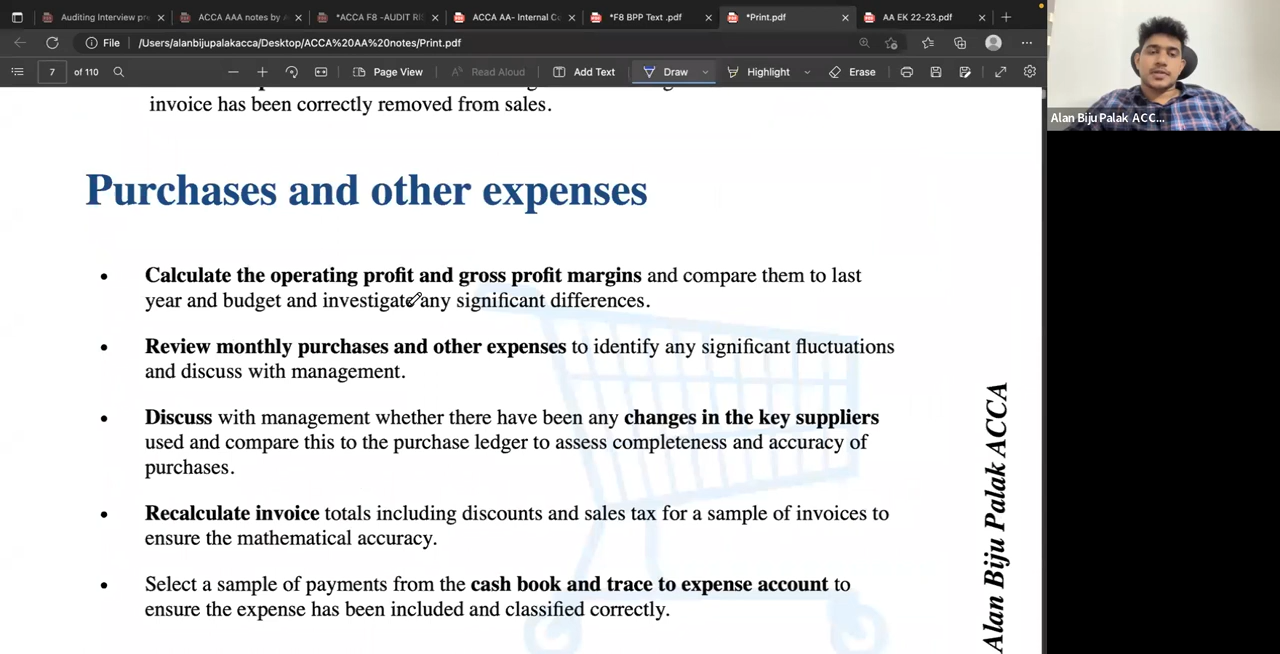 Auditing Interview pre
ACCA AAA notes by A
*ACCA F8 -AUDIT RI
ACCA AA- Internal C
*F8 BPP Text .pdf
*Print.pdf
AA EK 22-23.pdf
File
/Users/alanbijupalakacca/Desktop/ACCA%20AA%20notes/Print.pdf
7 of 110
Page View
Read Aloud
Add Text
Draw
Highlight
Erase
Alan Biju Palak ACC...
invoice has been correctly removed from sales.
Purchases and other expenses
• Calculate the operating profit and gross profit margins and compare them to last
year and budget and investigate any significant differences.
• Review monthly purchases and other expenses to identify any significant fluctuations
and discuss with management.
• Discuss with management whether there have been any changes in the key suppliers
used and compare this to the purchase ledger to assess completeness and accuracy of
purchases.
• Recalculate invoice totals including discounts and sales tax for a sample of invoices to
ensure the mathematical accuracy.
• Select a sample of payments from the cash book and trace to expense account to
ensure the expense has been included and classified correctly.
Alan Biju Palak ACCA